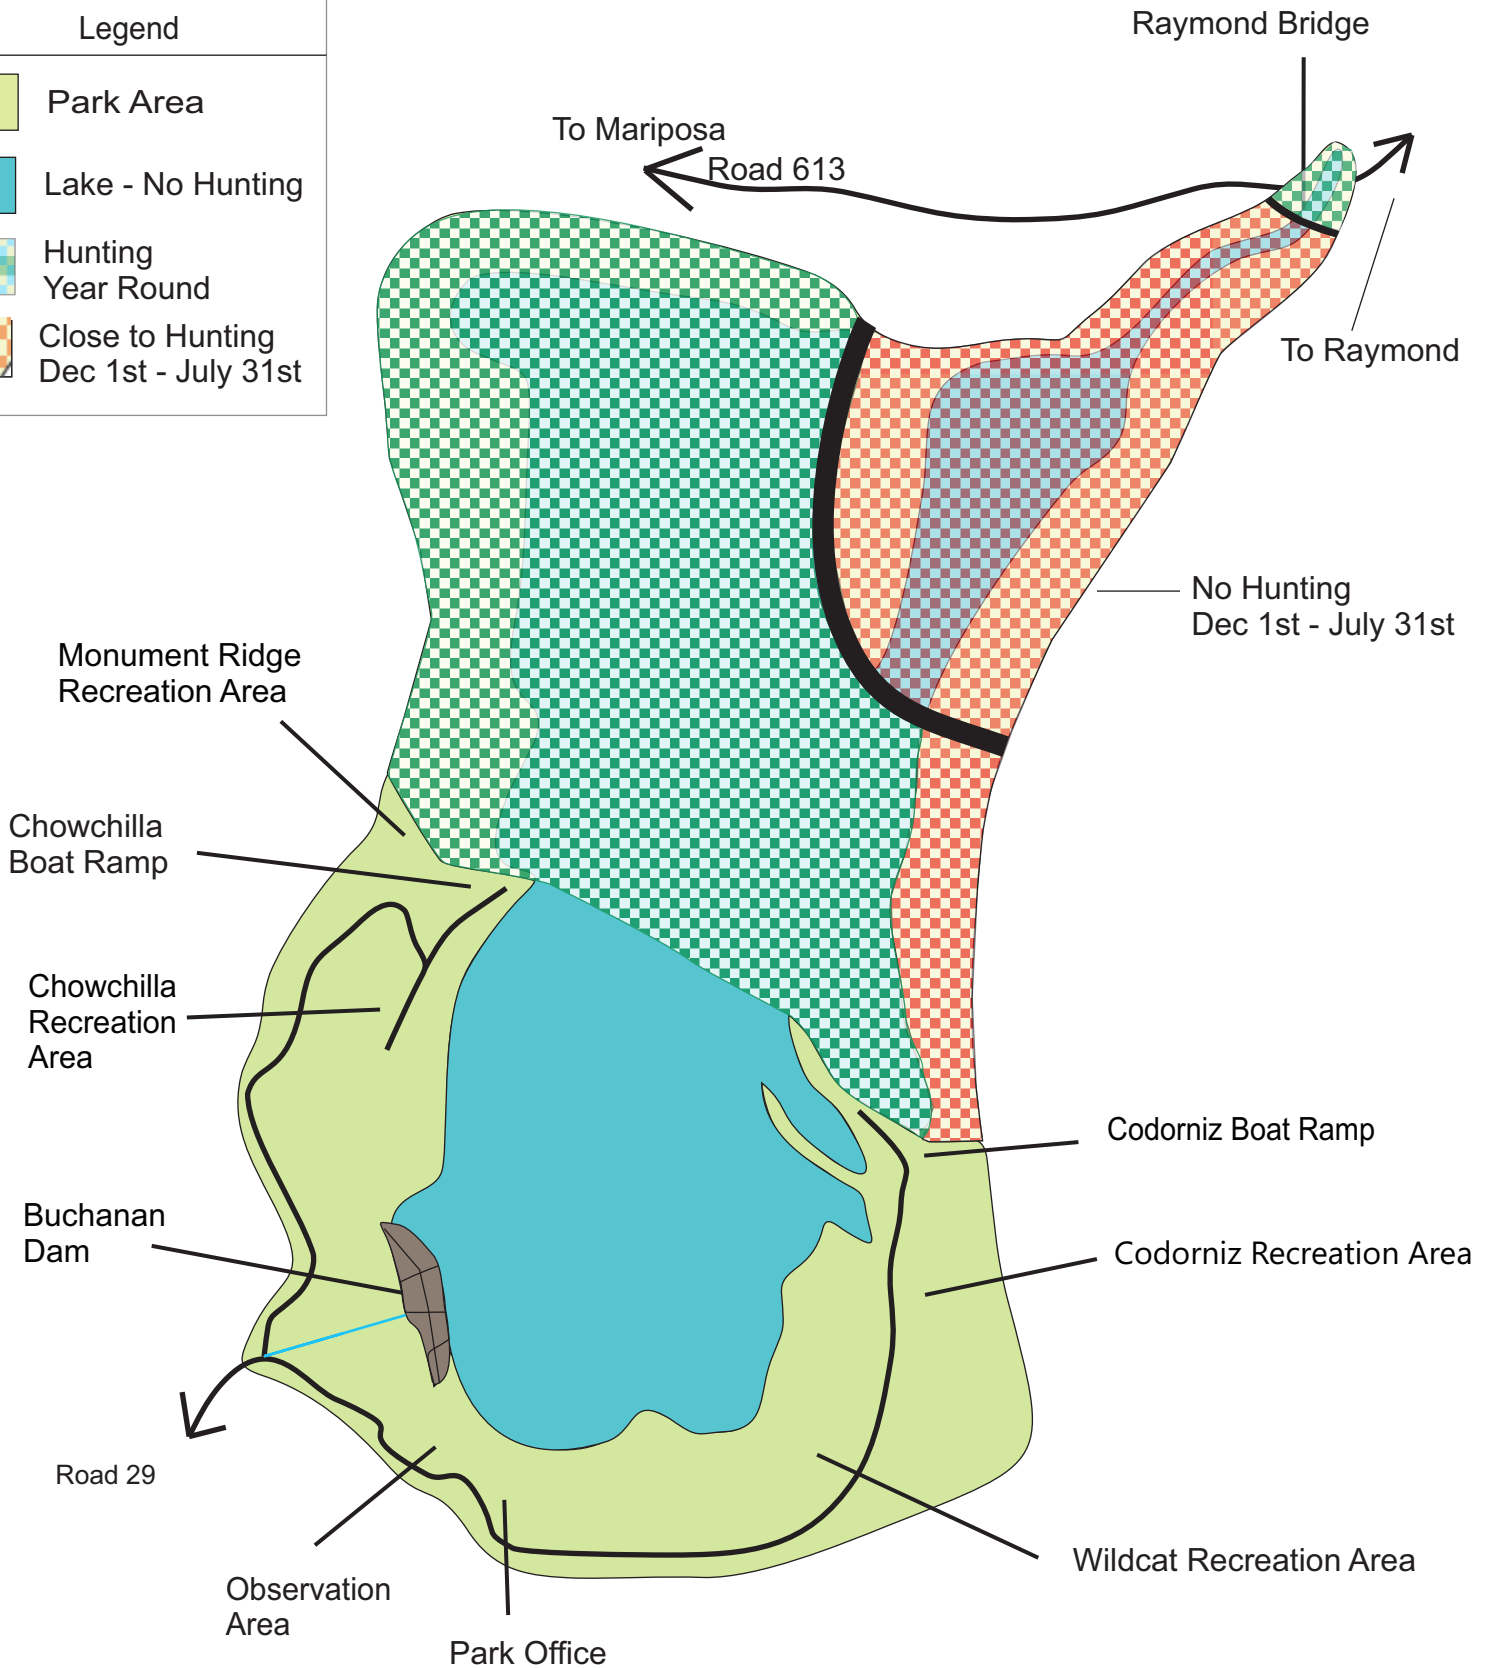 Legend
Park Area
Lake - No Hunting
Hunting
Year Round
Close to Hunting
Dec 1st - July 31st
Raymond Bridge
To Mariposa
Road 613
To Raymond
No Hunting
Dec 1st - July 31st
Monument Ridge
Recreation Area
Chowchilla
Boat Ramp
Chowchilla
Recreation
Area
Codorniz Boat Ramp
Buchanan
Dam
Codorniz Recreation Area
Road 29
Wildcat Recreation Area
Observation
Area
Park Office